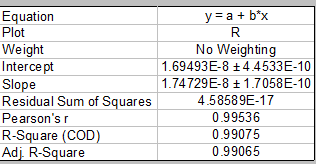 Equation y = a + b*x
Plot R
Weight No Weighting
Intercept 1.69493E-8 ± 4.4533E-10
Slope 1.74729E-8 ± 1.7058E-10
Residual Sum of Squares 4.58589E-17
Pearson's r 0.99536
R-Square (COD) 0.99075
Adj. R-Square 0.99065